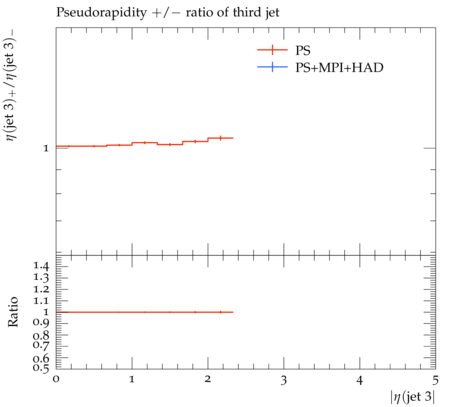 Pseudorapidity +/− ratio of third jet
η(jet 3)₊/η(jet 3)₋
PS
PS+MPI+HAD
1
Ratio
1.4
1.3
1.2
1.1
1
0.9
0.8
0.7
0.6
0.5
0 1 2 3 4 5
|η(jet 3|